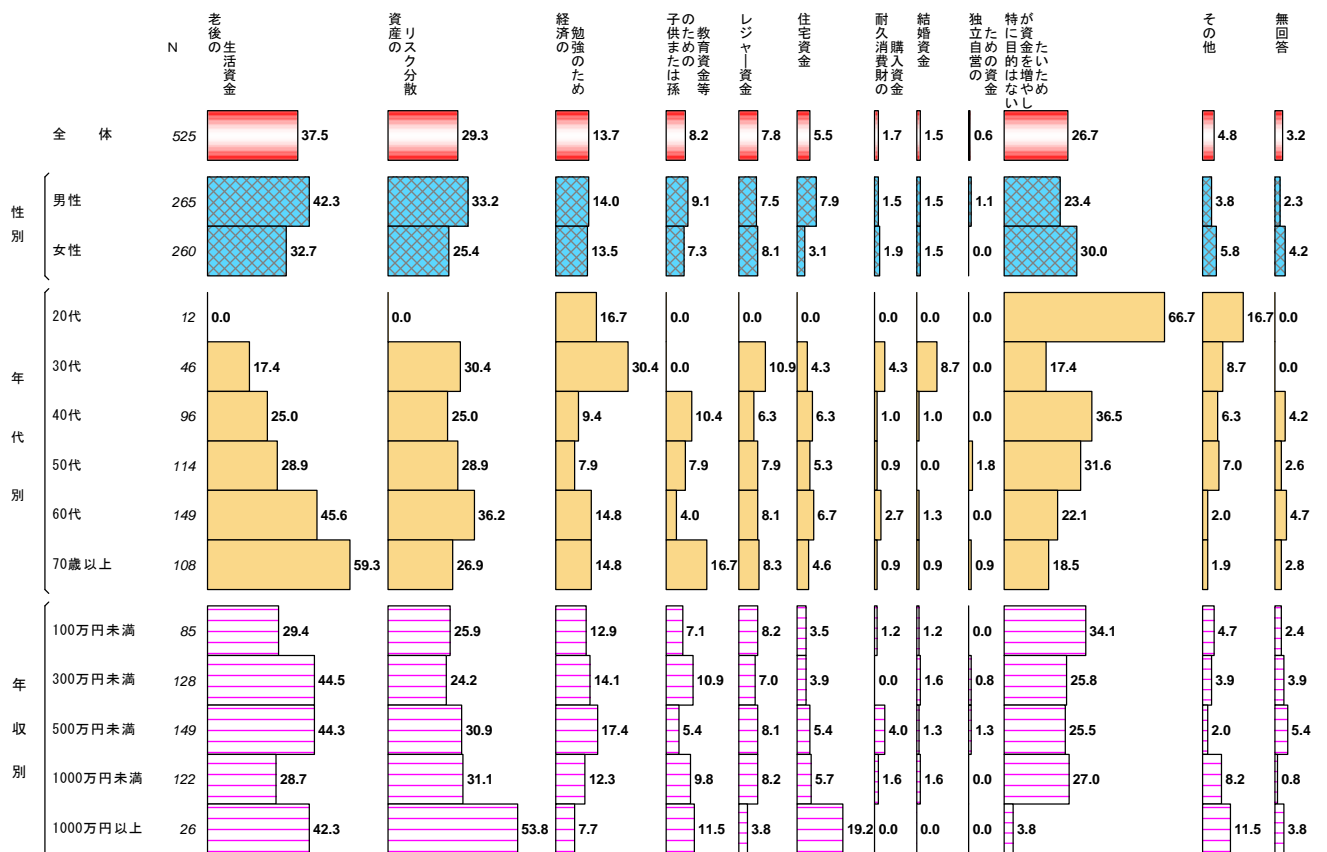 老後の
生活資金
資産の
リスク分散
経済の
勉強のため
子供または孫
のための
教育資金等
レジャー資金
住宅資金
耐久消費財の
購入資金
結婚資金
独立自営の
ための資金
特に目的はない
が資金を増やし
たいため
その他
無回答
N
全 体 525 37.5 29.3 13.7 8.2 7.8 5.5 1.7 1.5 0.6 26.7 4.8 3.2
性別
男性 265 42.3 33.2 14.0 9.1 7.5 7.9 1.5 1.5 1.1 23.4 3.8 2.3
女性 260 32.7 25.4 13.5 7.3 8.1 3.1 1.9 1.5 0.0 30.0 5.8 4.2
年代別
20代 12 0.0 0.0 16.7 0.0 0.0 0.0 0.0 0.0 0.0 66.7 16.7 0.0
30代 46 17.4 30.4 30.4 0.0 10.9 4.3 4.3 8.7 0.0 17.4 8.7 0.0
40代 96 25.0 25.0 9.4 10.4 6.3 6.3 1.0 1.0 0.0 36.5 6.3 4.2
50代 114 28.9 28.9 7.9 7.9 7.9 5.3 0.9 0.0 1.8 31.6 7.0 2.6
60代 149 45.6 36.2 14.8 4.0 8.1 6.7 2.7 1.3 0.0 22.1 2.0 4.7
70歳以上 108 59.3 26.9 14.8 16.7 8.3 4.6 0.9 0.9 0.9 18.5 1.9 2.8
年収別
100万円未満 85 29.4 25.9 12.9 7.1 8.2 3.5 1.2 1.2 0.0 34.1 4.7 2.4
300万円未満 128 44.5 24.2 14.1 10.9 7.0 3.9 0.0 1.6 0.8 25.8 3.9 3.9
500万円未満 149 44.3 30.9 17.4 5.4 8.1 5.4 4.0 1.3 1.3 25.5 2.0 5.4
1000万円未満 122 28.7 31.1 12.3 9.8 8.2 5.7 1.6 1.6 0.0 27.0 8.2 0.8
1000万円以上 26 42.3 53.8 7.7 11.5 3.8 19.2 0.0 0.0 0.0 3.8 11.5 3.8